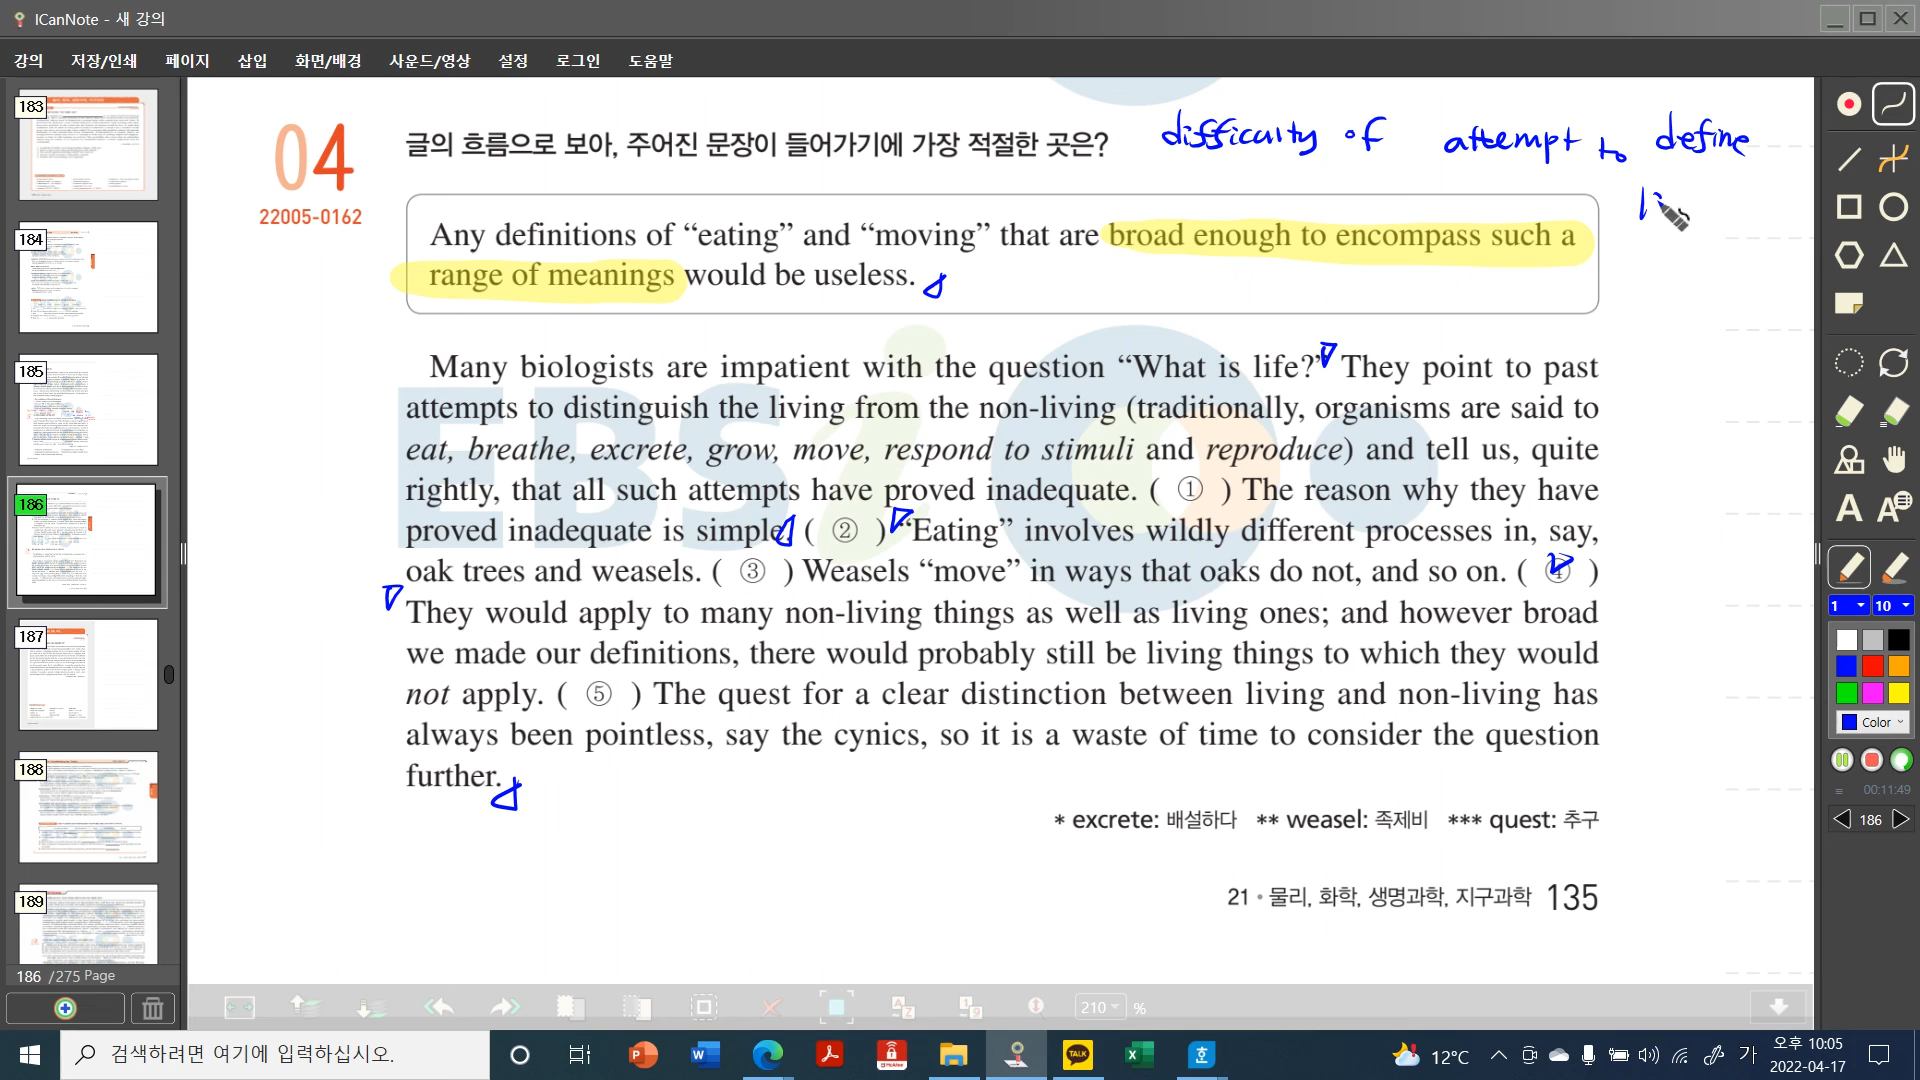 ICanNote - 새 강의
강의 저장/인쇄 페이지 삽입 화면/배경 사운드/영상 설정 로그인 도움말
183
184
185
186
187
188
189
186 /275 Page
04
22005-0162
글의 흐름으로 보아, 주어진 문장이 들어가기에 가장 적절한 곳은?
difficulty of attempt to define
li
Any definitions of “eating” and “moving” that are broad enough to encompass such a
range of meanings would be useless.
Many biologists are impatient with the question “What is life?” They point to past
attempts to distinguish the living from the non-living (traditionally, organisms are said to
eat, breathe, excrete, grow, move, respond to stimuli and reproduce) and tell us, quite
rightly, that all such attempts have proved inadequate. ( ① ) The reason why they have
proved inadequate is simple. ( ② ) “Eating” involves wildly different processes in, say,
oak trees and weasels. ( ③ ) Weasels “move” in ways that oaks do not, and so on. ( ④ )
They would apply to many non-living things as well as living ones; and however broad
we made our definitions, there would probably still be living things to which they would
not apply. ( ⑤ ) The quest for a clear distinction between living and non-living has
always been pointless, say the cynics, so it is a waste of time to consider the question
further.
* excrete: 배설하다 ** weasel: 족제비 *** quest: 추구
21 • 물리, 화학, 생명과학, 지구과학 135
EBSi
1 10
Color
00:11:49
186
210 %
검색하려면 여기에 입력하십시오.
TALK
12°C
가
오후 10:05
2022-04-17